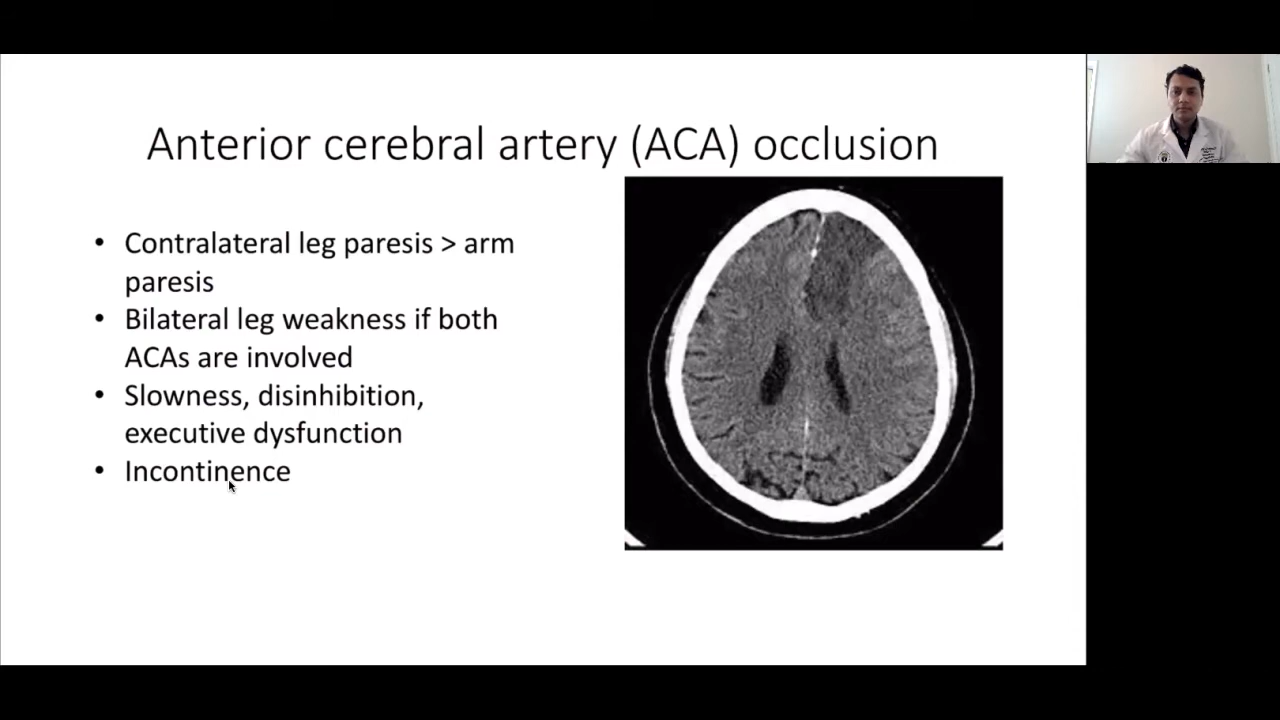 Anterior cerebral artery (ACA) occlusion
• Contralateral leg paresis > arm
paresis
• Bilateral leg weakness if both
ACAs are involved
• Slowness, disinhibition,
executive dysfunction
• Incontinence